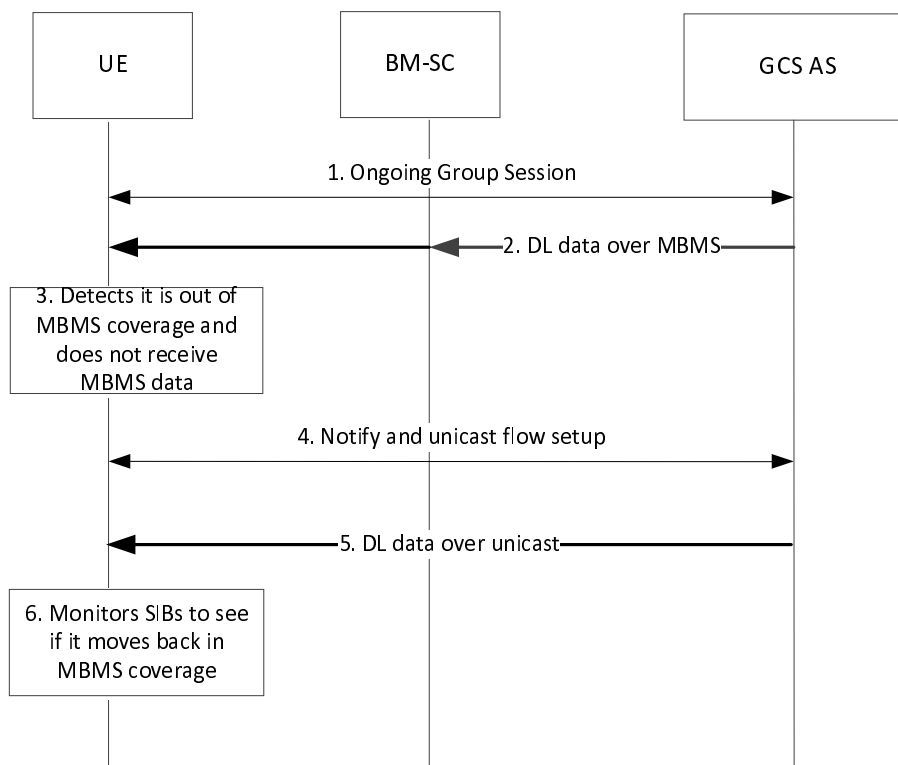 UE
BM-SC
GCS AS
1. Ongoing Group Session
2. DL data over MBMS
3. Detects it is out of
MBMS coverage and
does not receive
MBMS data
4. Notify and unicast flow setup
5. DL data over unicast
6. Monitors SIBs to see
if it moves back in
MBMS coverage